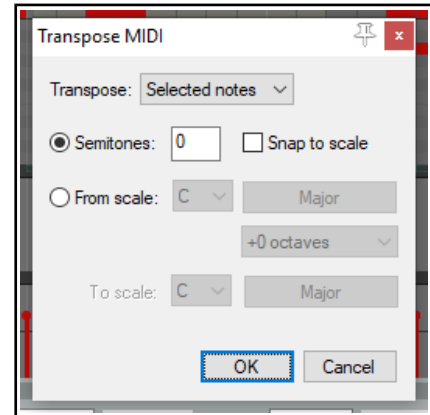 Transpose MIDI
Transpose: Selected notes
Semitones: 0 Snap to scale
From scale: C Major
+0 octaves
To scale: C Major
OK Cancel